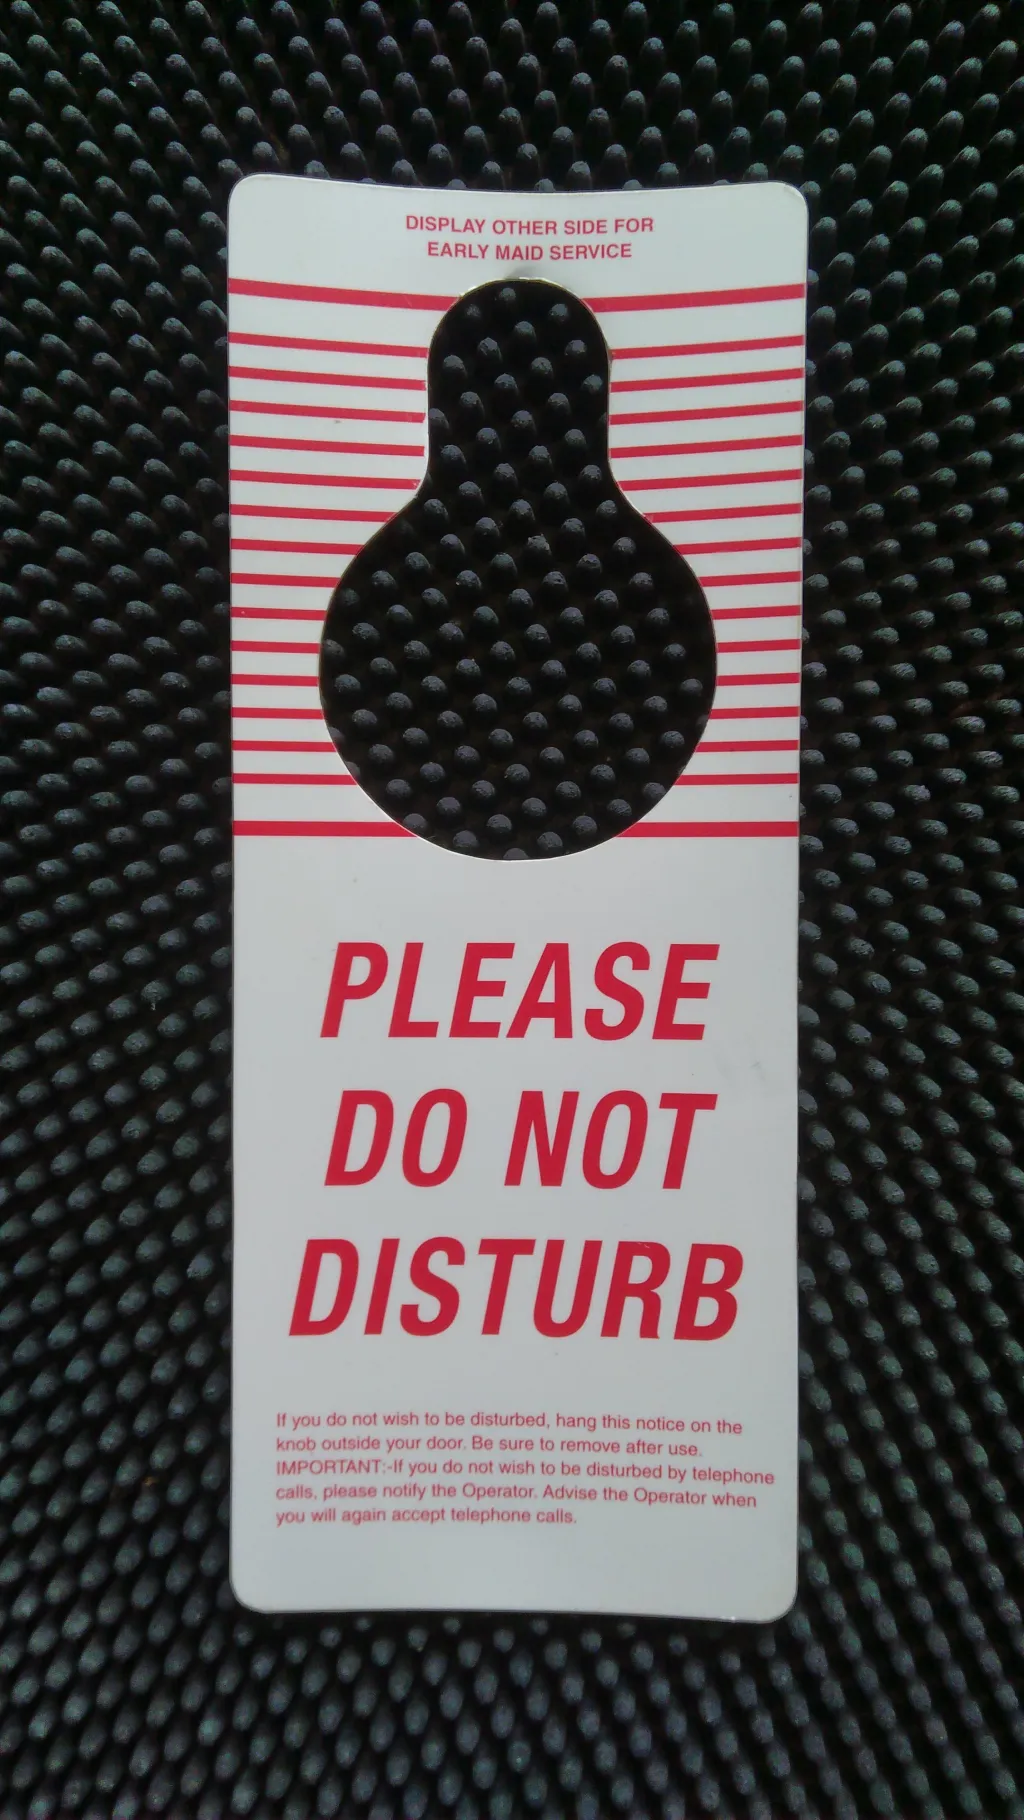 DISPLAY OTHER SIDE FOR
EARLY MAID SERVICE
PLEASE
DO NOT
DISTURB
If you do not wish to be disturbed, hang this notice on the
knob outside your door. Be sure to remove after use.
IMPORTANT:-If you do not wish to be disturbed by telephone
calls, please notify the Operator. Advise the Operator when
you will again accept telephone calls.